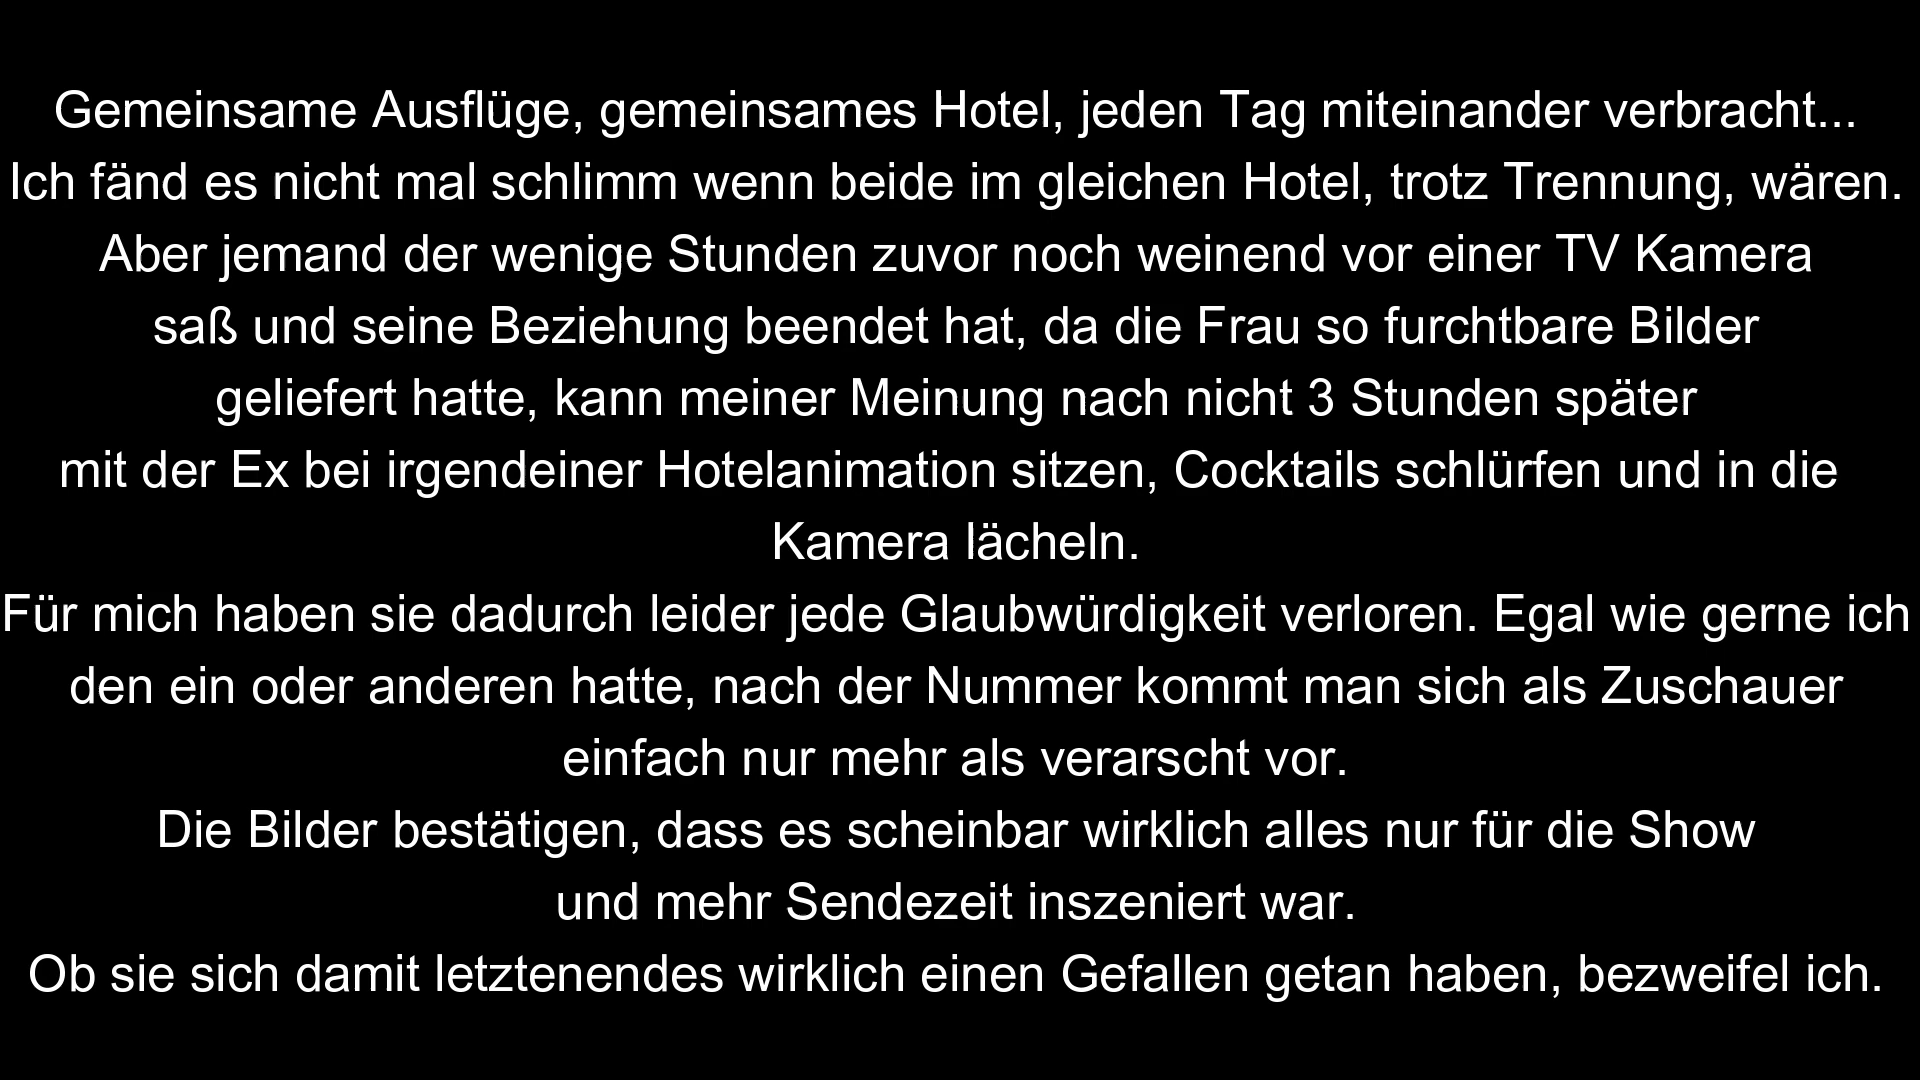 Gemeinsame Ausflüge, gemeinsames Hotel, jeden Tag miteinander verbracht...
Ich fänd es nicht mal schlimm wenn beide im gleichen Hotel, trotz Trennung, wären.
Aber jemand der wenige Stunden zuvor noch weinend vor einer TV Kamera
saß und seine Beziehung beendet hat, da die Frau so furchtbare Bilder
geliefert hatte, kann meiner Meinung nach nicht 3 Stunden später
mit der Ex bei irgendeiner Hotelanimation sitzen, Cocktails schlürfen und in die
Kamera lächeln.
Für mich haben sie dadurch leider jede Glaubwürdigkeit verloren. Egal wie gerne ich
den ein oder anderen hatte, nach der Nummer kommt man sich als Zuschauer
einfach nur mehr als verarscht vor.
Die Bilder bestätigen, dass es scheinbar wirklich alles nur für die Show
und mehr Sendezeit inszeniert war.
Ob sie sich damit letztenendes wirklich einen Gefallen getan haben, bezweifel ich.